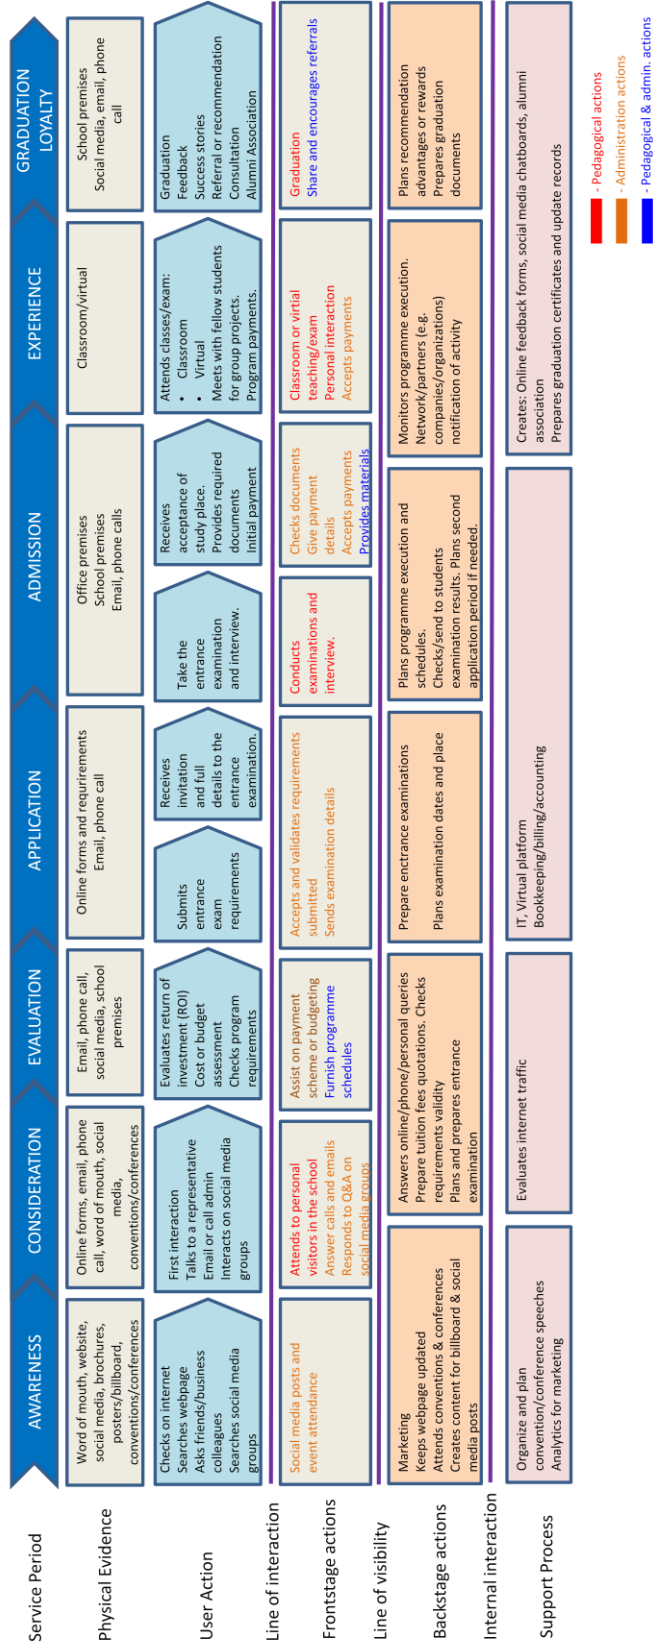 Service Period
AWARENESS
CONSIDERATION
EVALUATION
APPLICATION
ADMISSION
EXPERIENCE
GRADUATION
LOYALTY
Physical Evidence
Word of mouth, website,
social media, brochures,
posters/billboard,
conventions/conferences
Online forms, email, phone
call, word of mouth, social
media,
conventions/conferences
Email, phone call,
social media, school
premises
Online forms and requrirements
Email, phone call
Office premises
School premises
Email, phone calls
Classroom/virtual
School premises
Social media, email, phone
call
User Action
Checks on internet
Searches webpage
Asks friends/business
colleagues
Searches social media
groups
First interaction
Talks to a representative
Email or call admin
Interacts on social media
groups
Evaluates return of
investment (ROI)
Cost or budget
assessment
Checks program
requirements
Submits
entrance
exam
requirements
Receives
invitation
and full
details to the
entrance
examination.
Take the
entrance
examination
and interview.
Receives
acceptance of
study place.
Provides required
documents
Initial payment
Attends classes/exam:
• Classroom
• Virtual
Meets with fellow students
for group projects.
Program payments.
Graduation
Feedback
Success stories
Referral or recommendation
Consultation
Alumni Association
Line of interaction
Frontstage actions
Social media posts and
event attendance
Attends to personal
visitors in the school
Answer calls and emails
Responds to Q&A on
social media groups
Assist on payment
scheme or budgeting
Furnish programme
schedules
Accepts and validates requirements
submitted
Sends examination details
Conducts
examinations and
interview.
Checks documents
Give payment
details
Accepts payments
Provides materials
Classroom or virtial
teaching/exam
Personal interaction
Accepts payments
Graduation
Share and encourages referrals
Line of visibility
Backstage actions
Marketing
Keeps webpage updated
Attends conventions & conferences
Creates content for billboard & social
media posts
Answers online/phone/personal queries
Prepare tuition fees quotations. Checks
requirements validity
Plans and prepares entrance
examination
Prepare enctrance examinations
Plans examination dates and place
Plans programme execution and
schedules.
Checks/send to students
examination results. Plans second
application period if needed.
Monitors programme execution.
Network/partners (e.g.
companies/organizations)
notification of activity
Plans recommendation
advantages or rewards
Prepares graduation
documents
Internal interaction
Support Process
Organize and plan
convention/conference speeches
Analytics for marketing
Evaluates internet traffic
IT, Virtual platform
Bookkeeping/billing/accounting
Creates: Online feedback forms, social media chatboards, alumni
association
Prepares graduation certificates and update records
- Pedagogical actions
- Administration actions
- Pedagogical & admin. actions